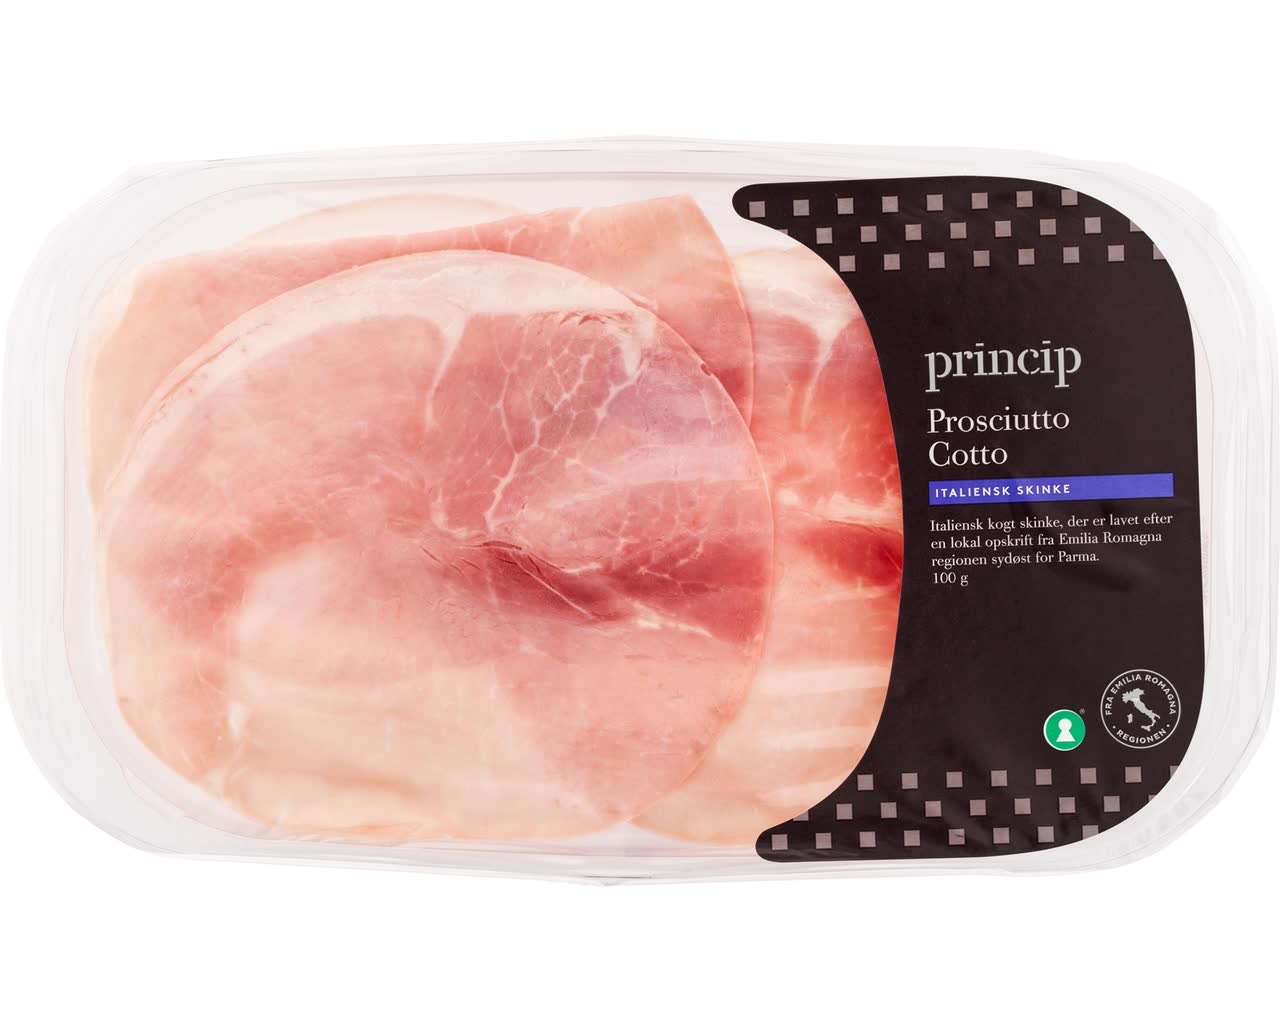 princip
Prosciutto
Cotto
ITALIENSK SKINKE
Italiensk kogt skinke, der er lavet efter
en lokal opskrift fra Emilia Romagna
regionen sydøst for Parma.
100 g
®
FRA EMILIA ROMAGNA
• REGIONEN •